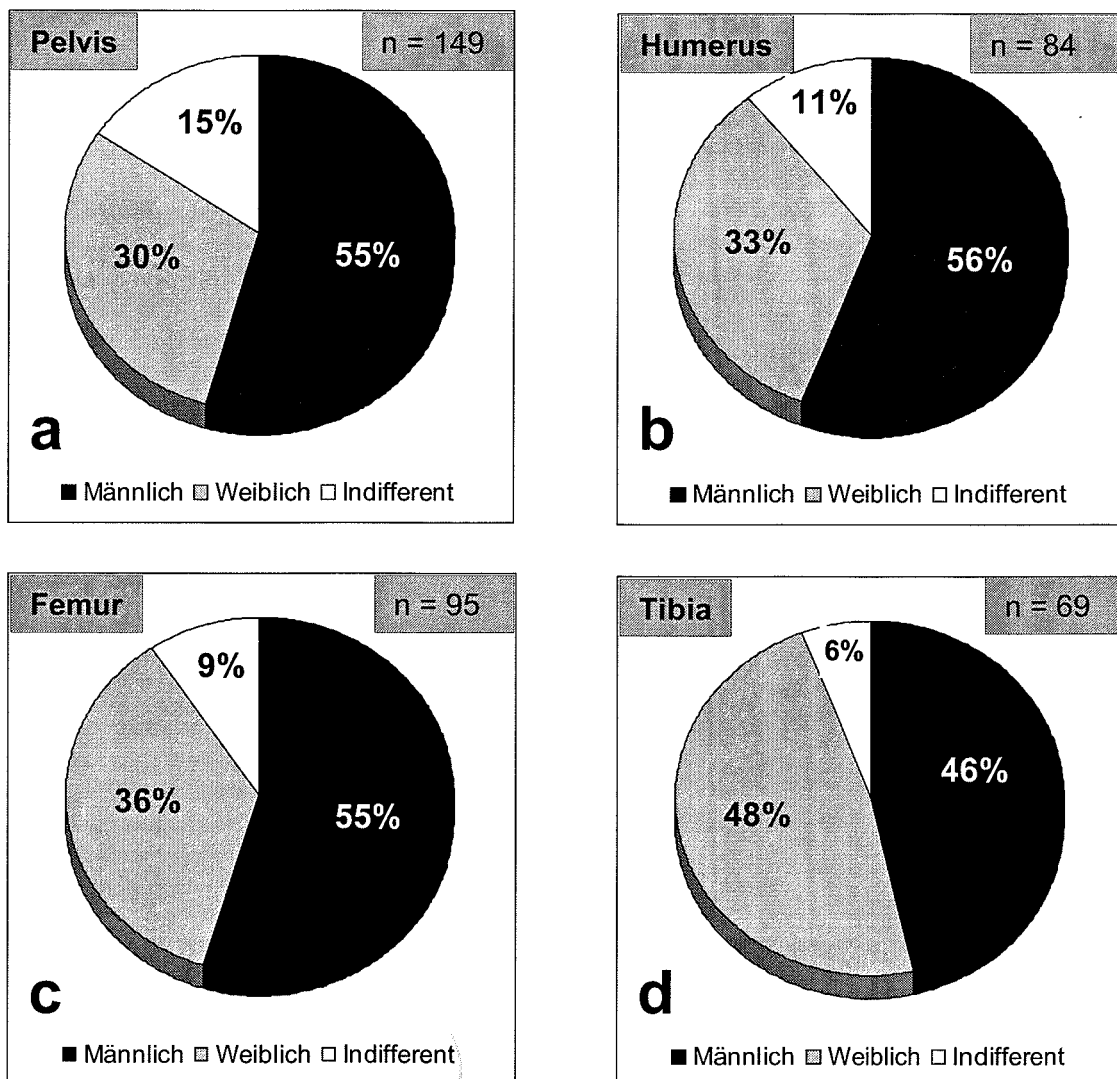 Pelvis n = 149
15%
30% 55%
a
■ Männlich ■ Weiblich □ Indifferent
Humerus n = 84
11%
33% 56%
b
■ Männlich ■ Weiblich □ Indifferent
Femur n = 95
9%
36% 55%
c
■ Männlich ■ Weiblich □ Indifferent
Tibia n = 69
6%
46%
48%
d
■ Männlich ■ Weiblich □ Indifferent